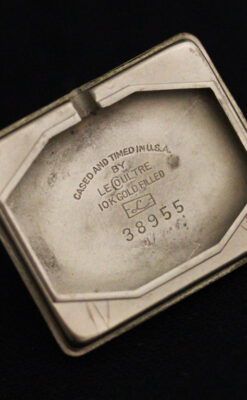 CASED AND TIMED IN U.S.A.
BY
LECOULTRE
10K GOLD FILLED
38955